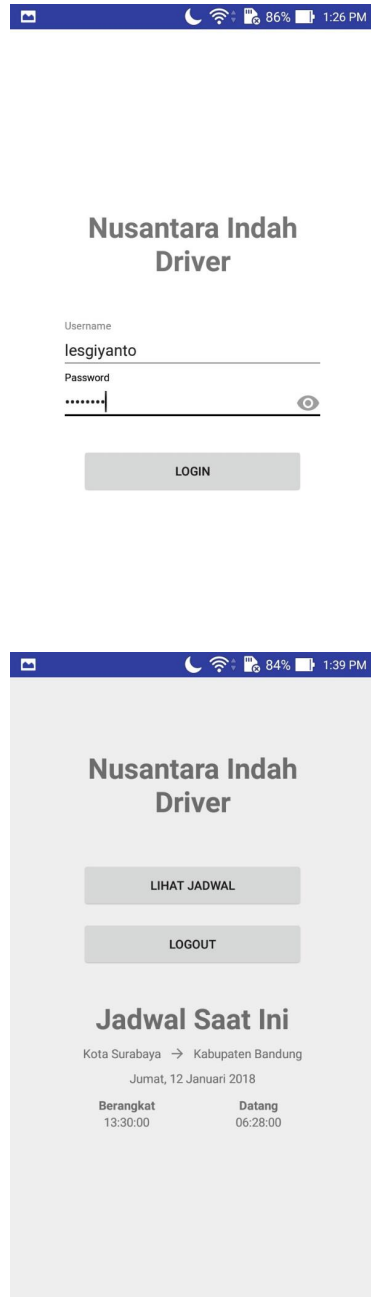 86% 1:26 PM
Nusantara Indah
Driver
Username
lesgiyanto
Password
••••••••
LOGIN
84% 1:39 PM
Nusantara Indah
Driver
LIHAT JADWAL
LOGOUT
Jadwal Saat Ini
Kota Surabaya → Kabupaten Bandung
Jumat, 12 Januari 2018
Berangkat Datang
13:30:00 06:28:00